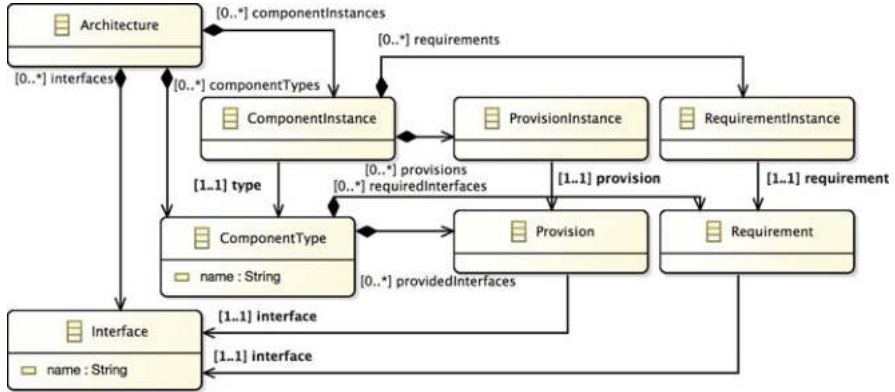 [0..*] componentInstances
Architecture
[0..*] requirements
[0..*] interfaces
[0..*] componentTypes
ComponentInstance
ProvisionInstance
RequirementInstance
[0..*] provisions
[1..1] type
[0..*] requiredInterfaces
[1..1] provision
[1..1] requirement
ComponentType
Provision
Requirement
name : String
[0..*] providedInterfaces
[1..1] interface
Interface
[1..1] interface
name : String